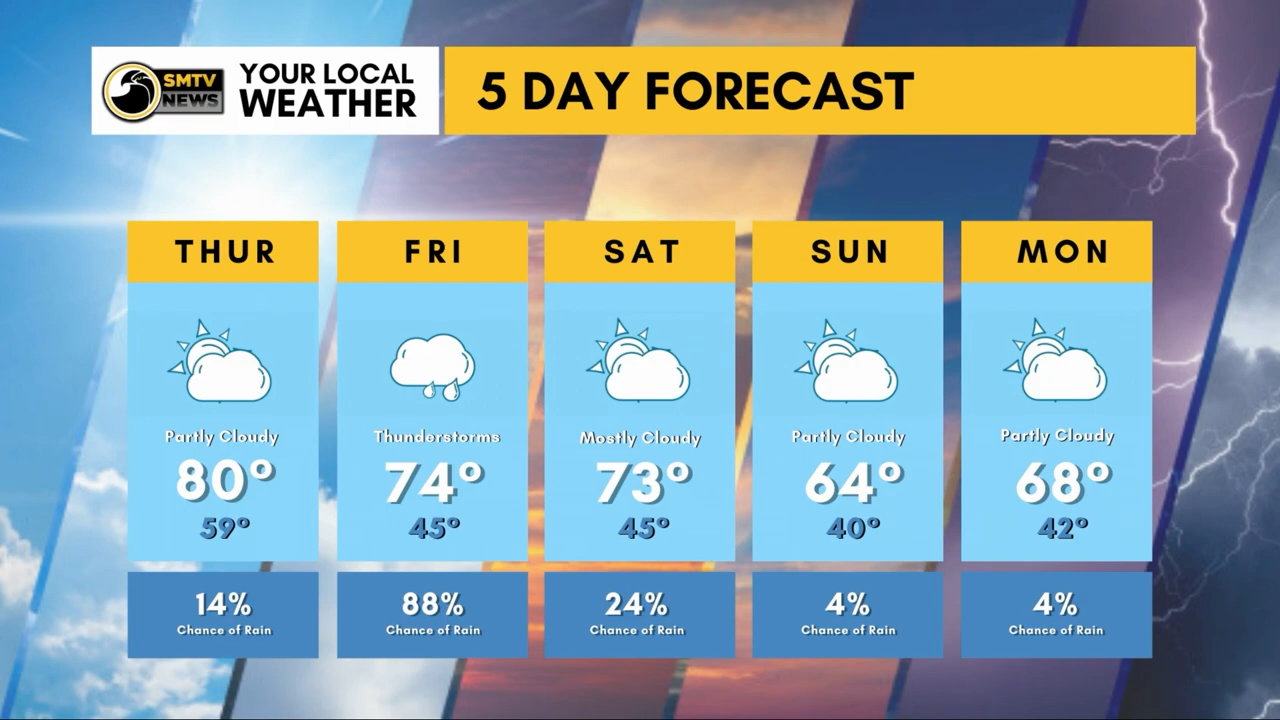 SMTV
NEWS
YOUR LOCAL
WEATHER
5 DAY FORECAST
THUR
Partly Cloudy
80°
59°
14%
Chance of Rain
FRI
Thunderstorms
74°
45°
88%
Chance of Rain
SAT
Mostly Cloudy
73°
45°
24%
Chance of Rain
SUN
Partly Cloudy
64°
40°
4%
Chance of Rain
MON
Partly Cloudy
68°
42°
4%
Chance of Rain